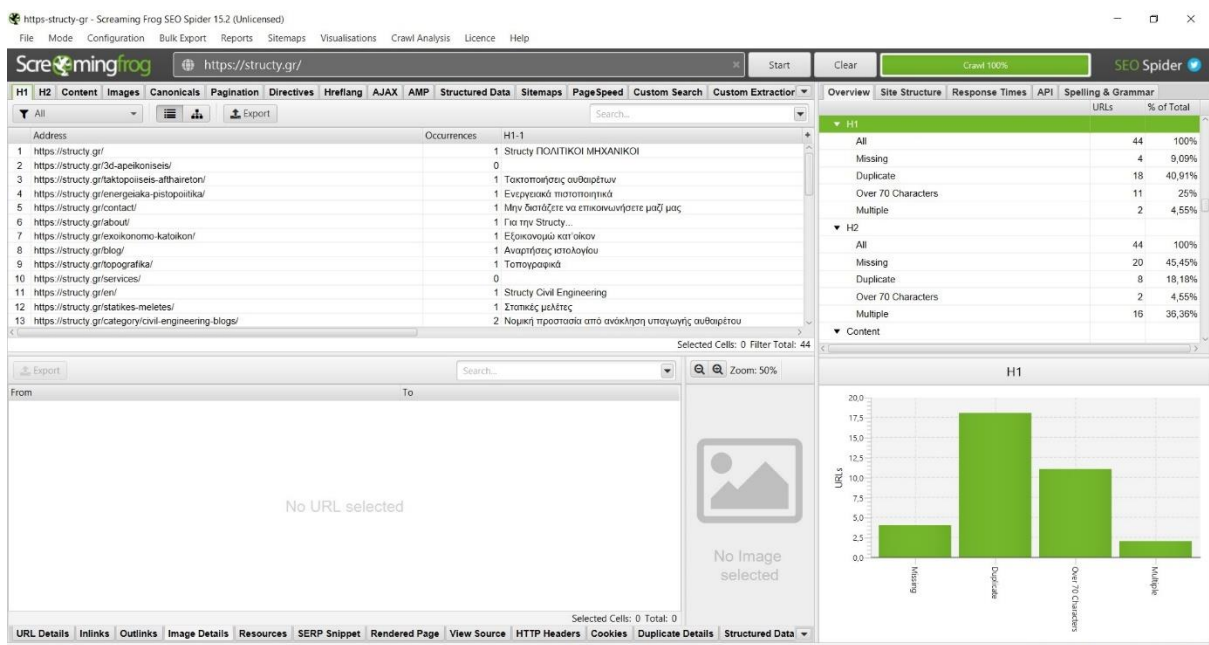 https-structy-gr - Screaming Frog SEO Spider 15.2 (Unlicensed)
File Mode Configuration Bulk Export Reports Sitemaps Visualisations Crawl Analysis Licence Help
Screamingfrog https://structy.gr/ Start Clear Crawl 100% SEO Spider
H1 H2 Content Images Canonicals Pagination Directives Hreflang AJAX AMP Structured Data Sitemaps PageSpeed Custom Search Custom Extraction
All Export Search...
Address Occurrences H1-1
1 https://structy.gr/ 1 Structy ΠΟΛΙΤΙΚΟΙ ΜΗΧΑΝΙΚΟΙ
2 https://structy.gr/3d-apeikoniseis/ 0
3 https://structy.gr/taktopoiiseis-afthaireton/ 1 Τακτοποιήσεις αυθαιρέτων
4 https://structy.gr/energeiaka-pistopoiitika/ 1 Ενεργειακά πιστοποιητικά
5 https://structy.gr/contact/ 1 Μην διστάζετε να επικοινωνήσετε μαζί μας
6 https://structy.gr/about/ 1 Για την Structy...
7 https://structy.gr/exoikonomo-katoikon/ 1 Εξοικονομώ κατ'οίκον
8 https://structy.gr/blog/ 1 Αναρτήσεις ιστολογίου
9 https://structy.gr/topografika/ 1 Τοπογραφικά
10 https://structy.gr/services/ 0
11 https://structy.gr/en/ 1 Structy Civil Engineering
12 https://structy.gr/statikes-meletes/ 1 Στατικές μελέτες
13 https://structy.gr/category/civil-engineering-blogs/ 2 Νομική προστασία από ανάκληση υπαγωγής αυθαιρέτου
Selected Cells: 0 Filter Total: 44
Export Search...
From To
No URL selected
Zoom: 50%
No Image
selected
Selected Cells: 0 Total: 0
URL Details Inlinks Outlinks Image Details Resources SERP Snippet Rendered Page View Source HTTP Headers Cookies Duplicate Details Structured Data
Overview Site Structure Response Times API Spelling & Grammar
URLs % of Total
H1
All 44 100%
Missing 4 9,09%
Duplicate 18 40,91%
Over 70 Characters 11 25%
Multiple 2 4,55%
H2
All 44 100%
Missing 20 45,45%
Duplicate 8 18,18%
Over 70 Characters 2 4,55%
Multiple 16 36,36%
Content
H1
URLs
20,0
17,5
15,0
12,5
10,0
7,5
5,0
2,5
0,0
Missing
Duplicate
Over 70 Characters
Multiple